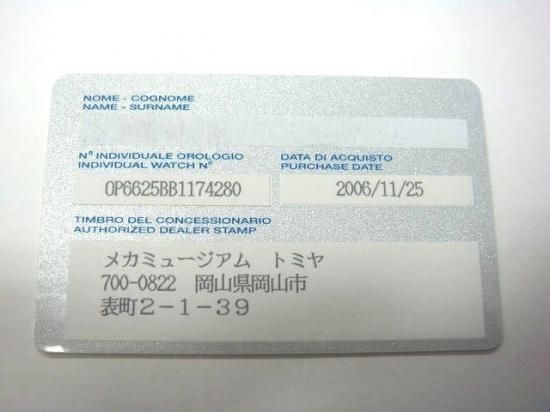 NOME - COGNOME
NAME - SURNAME
N° INDIVIDUALE OROLOGIO
INDIVIDUAL WATCH N°
DATA DI ACQUISTO
PURCHASE DATE
OP6625BB1174280
2006/11/25
TIMBRO DEL CONCESSIONARIO
AUTHORIZED DEALER STAMP
メカミュージアム トミヤ
700-0822 岡山県岡山市
表町2-1-39